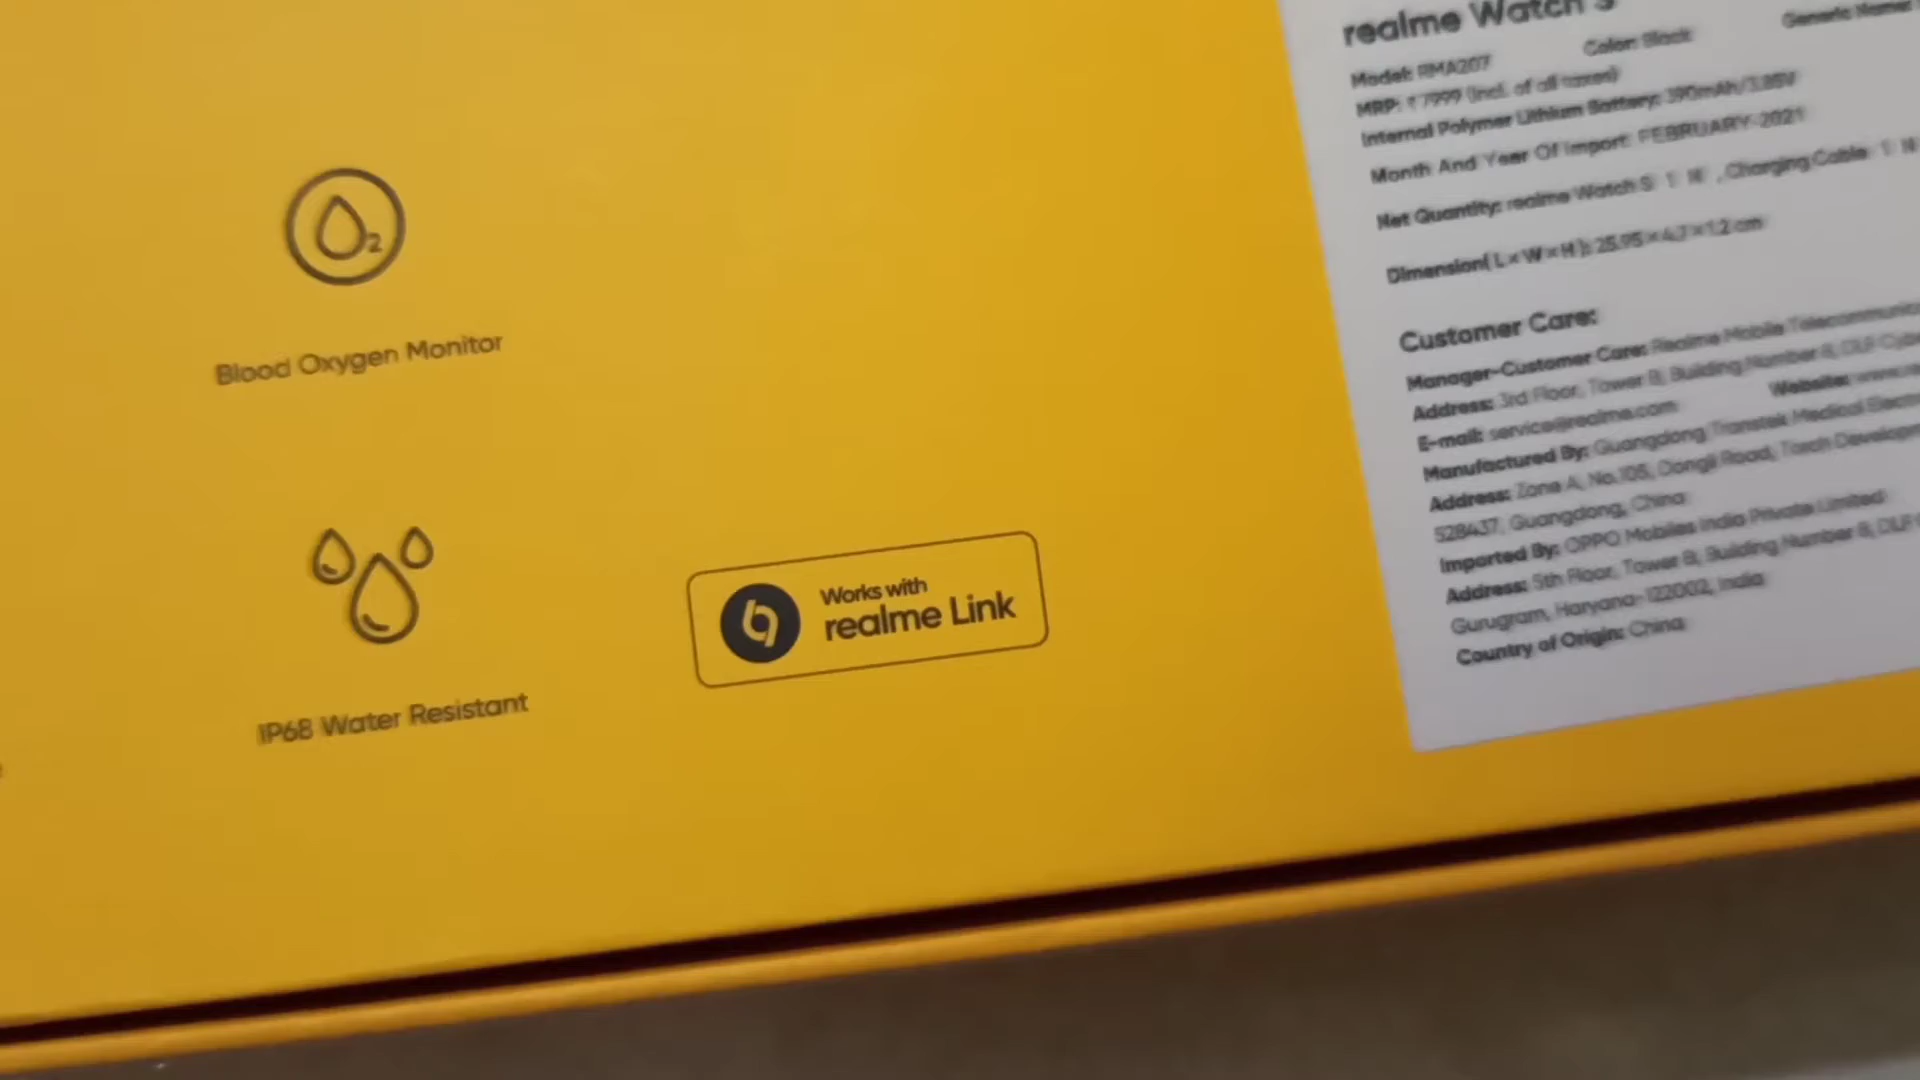 2
Blood Oxygen Monitor
IP68 Water Resistant
Works with
realme Link
realme Watch S
Model: RMA207
Color: Black
Generic Name:
MRP: ₹ 7999 (Incl. of all taxes)
Internal Polymer Lithium Battery: 390mAh/3.85V
Month And Year Of Import: FEBRUARY-2021
Net Quantity: realme Watch S 1 N , Charging Cable 1 N
Dimension( L×W×H ): 25.95×4.7×1.2 cm
Customer Care:
Manager-Customer Care: Realme Mobile
Address: 3rd Floor, Tower B, Building Number 8, DLF
E-mail: service@realme.com
Website:
Manufactured By: Guangdong Transtek Medical
Address: Zone A, No.105, Dongli Road, Torch
528437, Guangdong, China
Imported By: OPPO Mobiles India Private Limited
Address: 5th Floor, Tower B, Building Number 8, DLF
Gurugram, Haryana-122002, India
Country of Origin: China